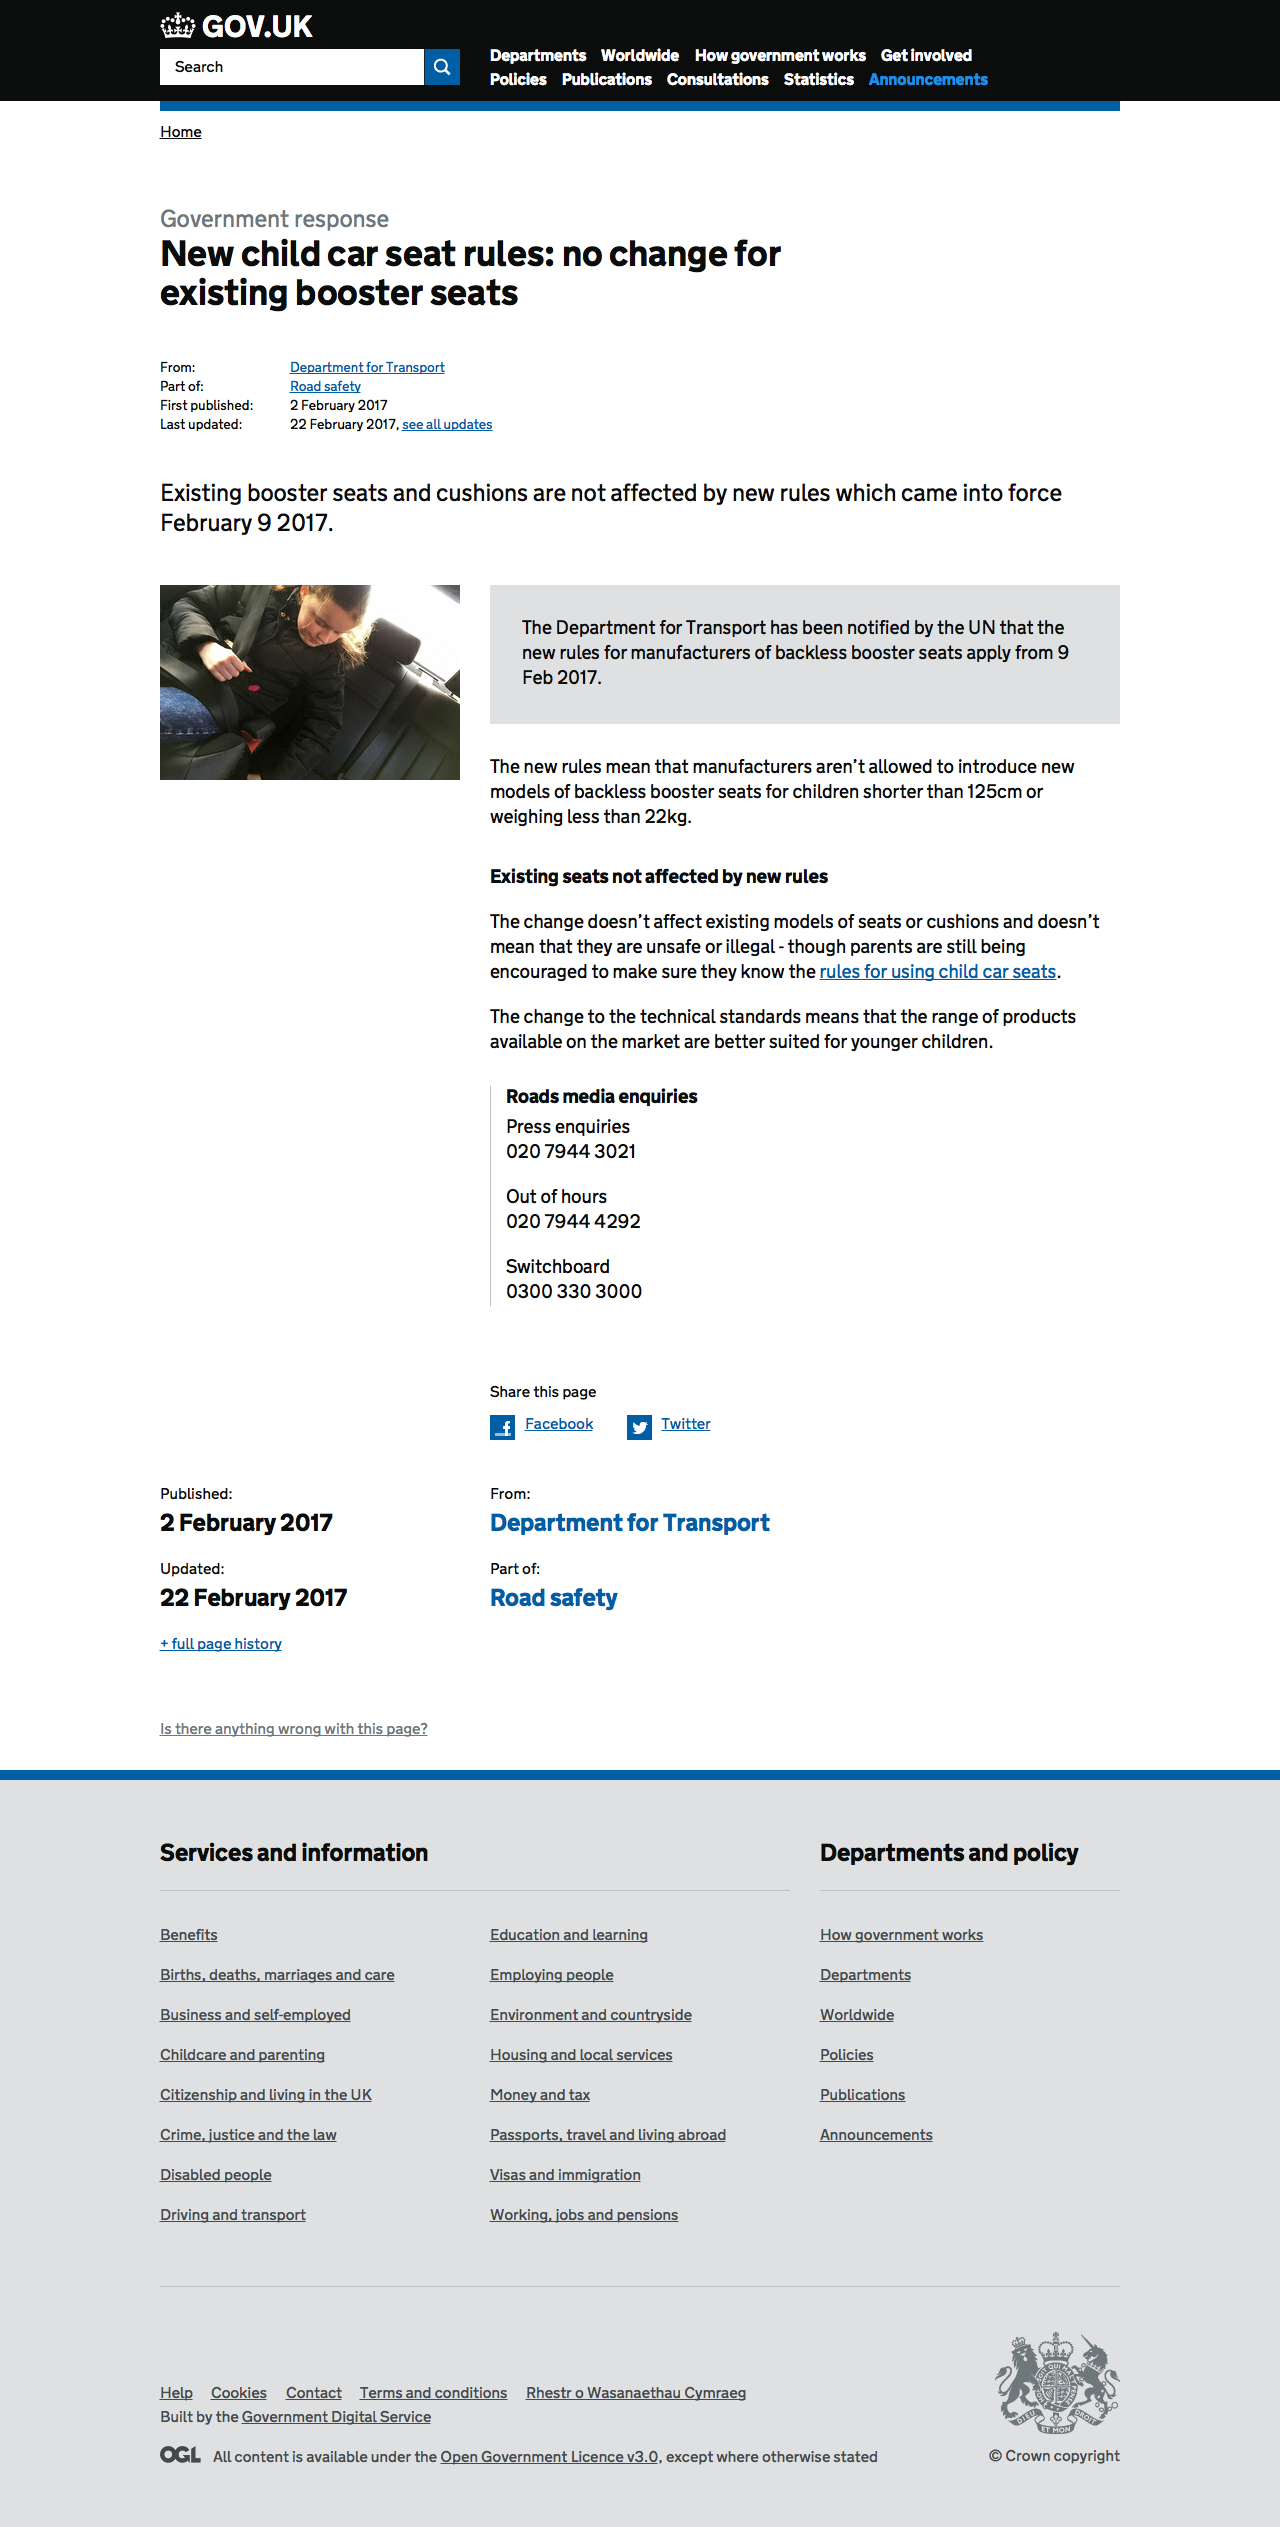 GOV.UK
Search
Departments Worldwide How government works Get involved
Policies Publications Consultations Statistics Announcements
Home
Government response
New child car seat rules: no change for
existing booster seats
From: Department for Transport
Part of: Road safety
First published: 2 February 2017
Last updated: 22 February 2017, see all updates
Existing booster seats and cushions are not affected by new rules which came into force
February 9 2017.
The Department for Transport has been notified by the UN that the
new rules for manufacturers of backless booster seats apply from 9
Feb 2017.
The new rules mean that manufacturers aren’t allowed to introduce new
models of backless booster seats for children shorter than 125cm or
weighing less than 22kg.
Existing seats not affected by new rules
The change doesn’t affect existing models of seats or cushions and doesn’t
mean that they are unsafe or illegal - though parents are still being
encouraged to make sure they know the rules for using child car seats.
The change to the technical standards means that the range of products
available on the market are better suited for younger children.
Roads media enquiries
Press enquiries
020 7944 3021
Out of hours
020 7944 4292
Switchboard
0300 330 3000
Share this page
Facebook Twitter
Published:
2 February 2017
Updated:
22 February 2017
+ full page history
From:
Department for Transport
Part of:
Road safety
Is there anything wrong with this page?
Services and information
Benefits
Births, deaths, marriages and care
Business and self-employed
Childcare and parenting
Citizenship and living in the UK
Crime, justice and the law
Disabled people
Driving and transport
Education and learning
Employing people
Environment and countryside
Housing and local services
Money and tax
Passports, travel and living abroad
Visas and immigration
Working, jobs and pensions
Departments and policy
How government works
Departments
Worldwide
Policies
Publications
Announcements
Help Cookies Contact Terms and conditions Rhestr o Wasanaethau Cymraeg
Built by the Government Digital Service
OGL All content is available under the Open Government Licence v3.0, except where otherwise stated
DIEU ET MON DROIT
© Crown copyright